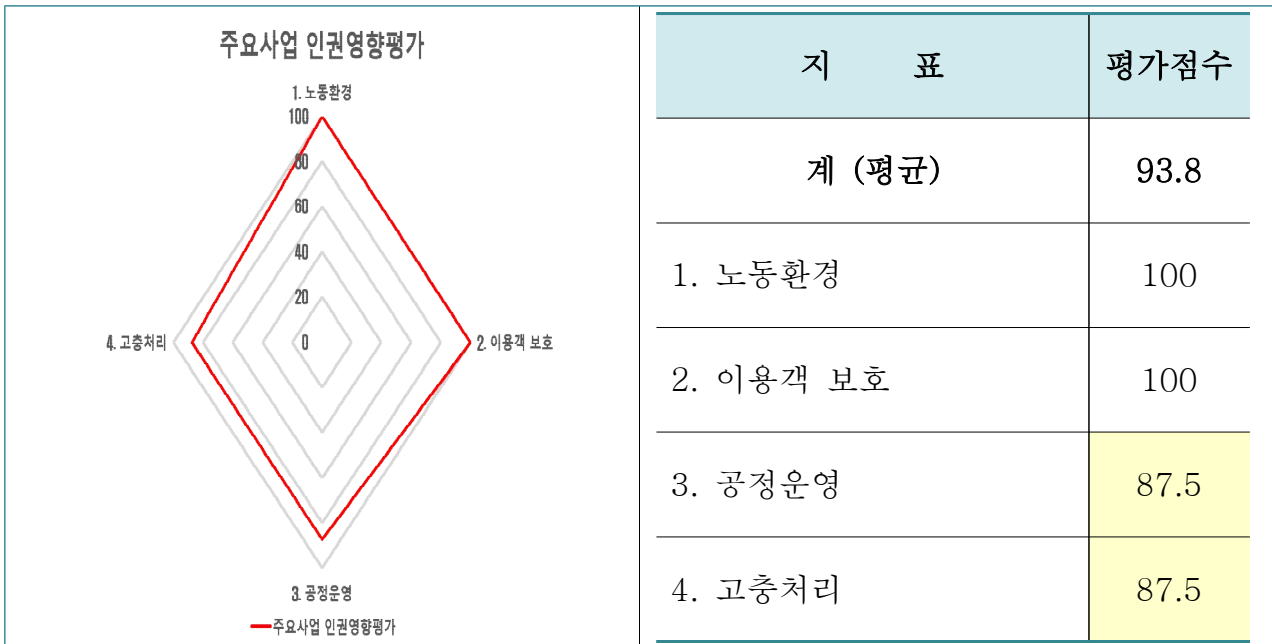 주요사업 인권영향평가
1. 노동환경
100
80
60
40
20
0
4. 고충처리
2. 이용객 보호
3. 공정운영
주요사업 인권영향평가
지 표 평가점수
계 (평균) 93.8
1. 노동환경 100
2. 이용객 보호 100
3. 공정운영 87.5
4. 고충처리 87.5